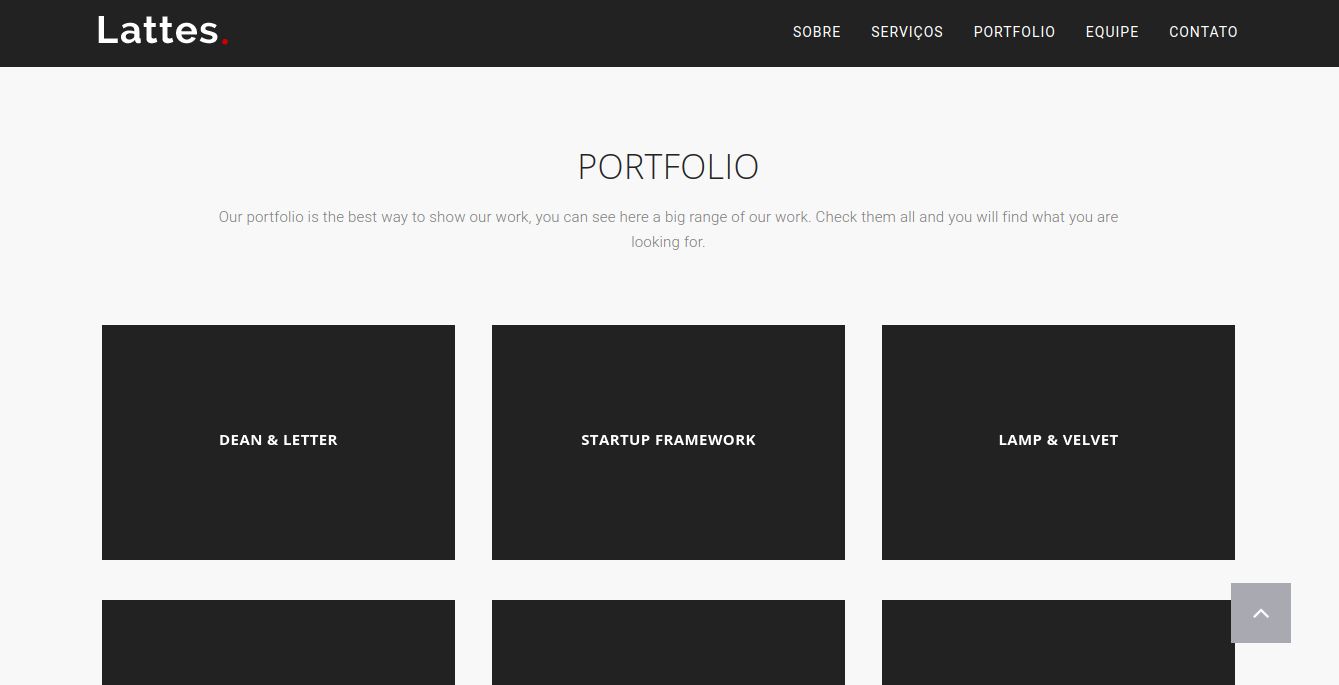 Lattes.
SOBRE SERVIÇOS PORTFOLIO EQUIPE CONTATO
PORTFOLIO
Our portfolio is the best way to show our work, you can see here a big range of our work. Check them all and you will find what you are
looking for.
DEAN & LETTER
STARTUP FRAMEWORK
LAMP & VELVET